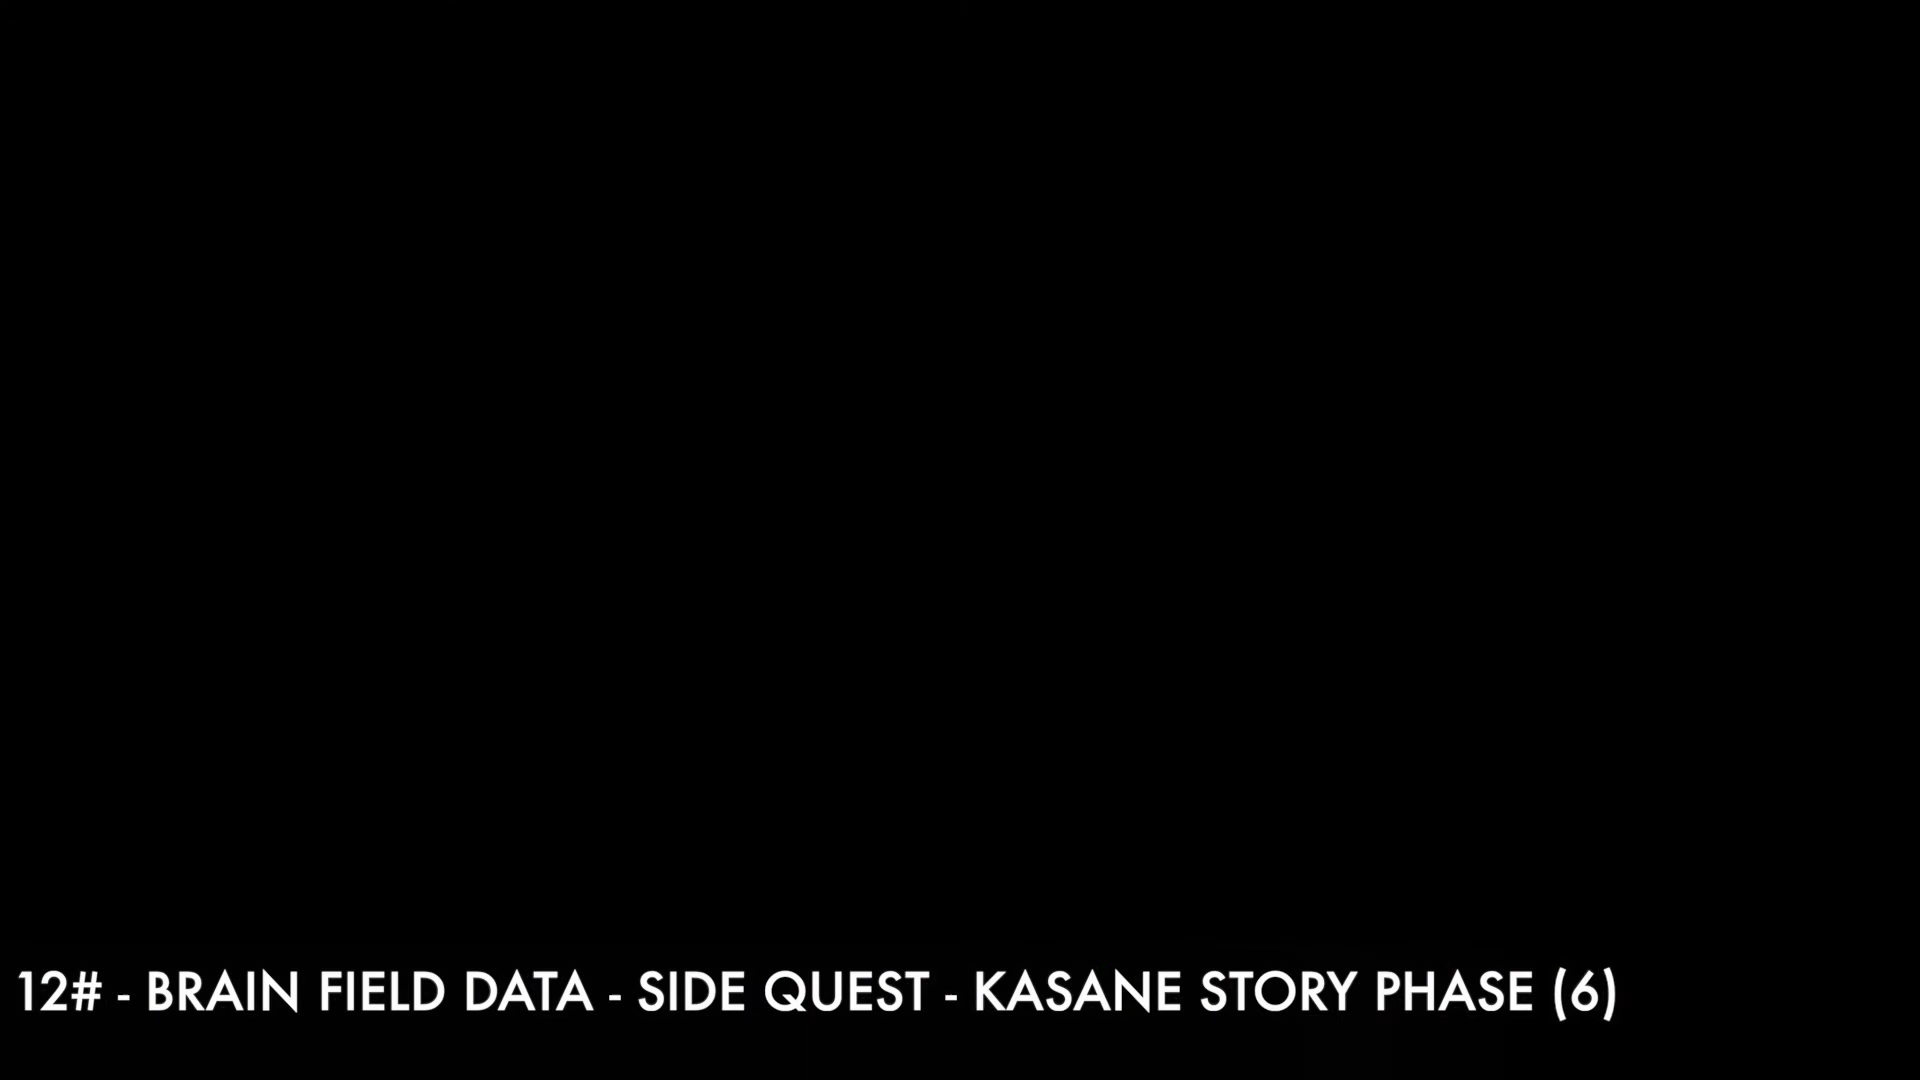 12# - BRAIN FIELD DATA - SIDE QUEST - KASANE STORY PHASE (6)